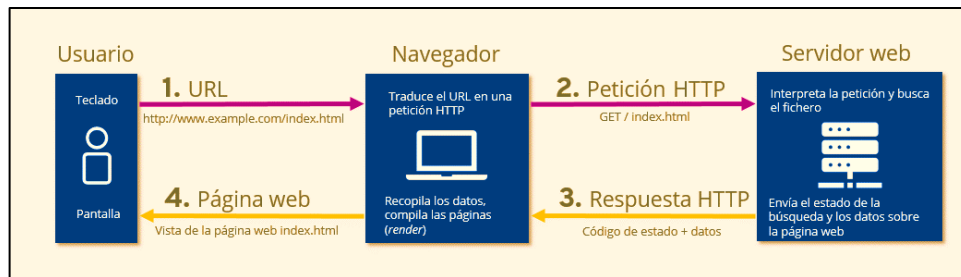 Usuario
Teclado
Pantalla
1. URL
http://www.example.com/index.html
4. Página web
Vista de la página web index.html
Navegador
Traduce el URL en una
petición HTTP
Recopila los datos,
compila las páginas
(render)
2. Petición HTTP
GET / index.html
3. Respuesta HTTP
Código de estado + datos
Servidor web
Interpreta la petición y busca
el fichero
Envía el estado de la
búsqueda y los datos sobre
la página web